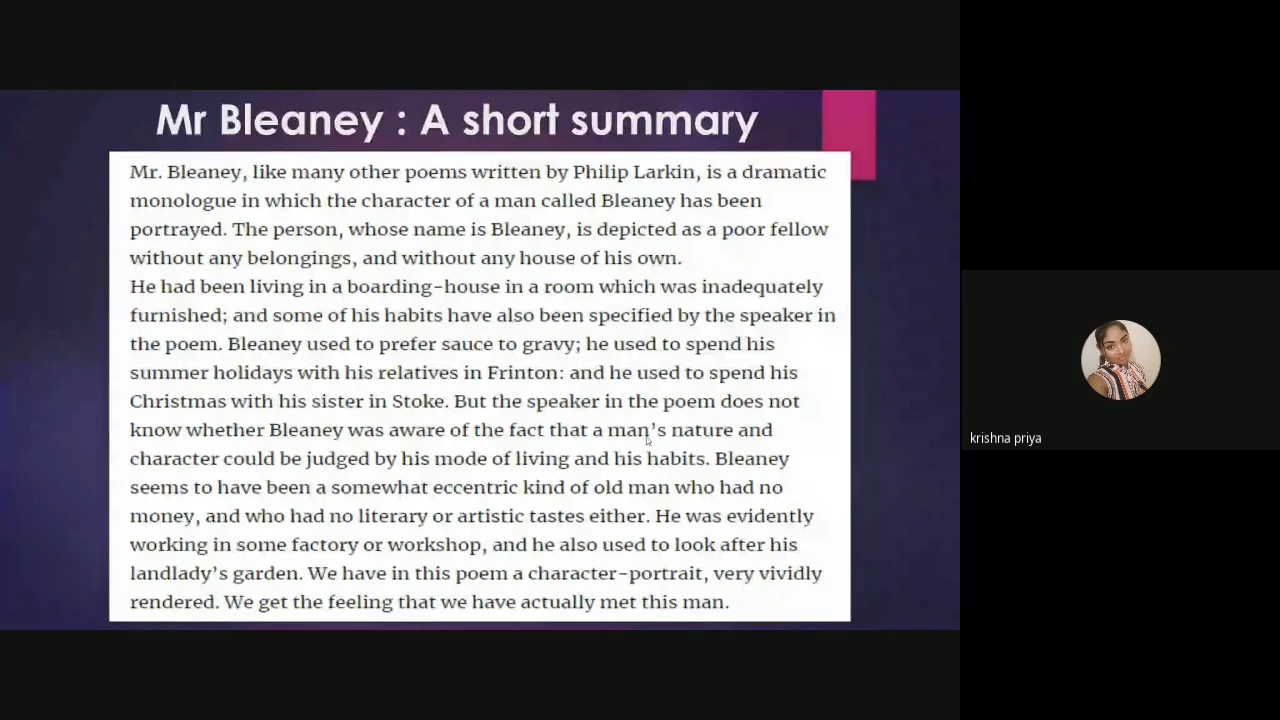 Mr Bleaney : A short summary
Mr. Bleaney, like many other poems written by Philip Larkin, is a dramatic
monologue in which the character of a man called Bleaney has been
portrayed. The person, whose name is Bleaney, is depicted as a poor fellow
without any belongings, and without any house of his own.
He had been living in a boarding-house in a room which was inadequately
furnished; and some of his habits have also been specified by the speaker in
the poem. Bleaney used to prefer sauce to gravy; he used to spend his
summer holidays with his relatives in Frinton: and he used to spend his
Christmas with his sister in Stoke. But the speaker in the poem does not
know whether Bleaney was aware of the fact that a man's nature and
character could be judged by his mode of living and his habits. Bleaney
seems to have been a somewhat eccentric kind of old man who had no
money, and who had no literary or artistic tastes either. He was evidently
working in some factory or workshop, and he also used to look after his
landlady's garden. We have in this poem a character-portrait, very vividly
rendered. We get the feeling that we have actually met this man.
krishna priya